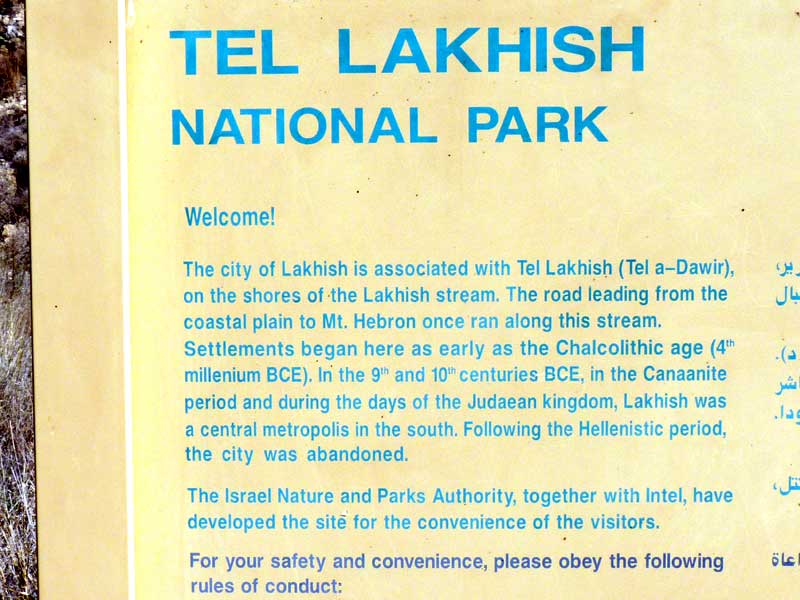 TEL LAKHISH
NATIONAL PARK
Welcome!
The city of Lakhish is associated with Tel Lakhish (Tel a–Dawir),
on the shores of the Lakhish stream. The road leading from the
coastal plain to Mt. Hebron once ran along this stream.
Settlements began here as early as the Chalcolithic age (4th
millenium BCE). In the 9th and 10th centuries BCE, in the Canaanite
period and during the days of the Judaean kingdom, Lakhish was
a central metropolis in the south. Following the Hellenistic period,
the city was abandoned.
The Israel Nature and Parks Authority, together with Intel, have
developed the site for the convenience of the visitors.
For your safety and convenience, please obey the following
rules of conduct: